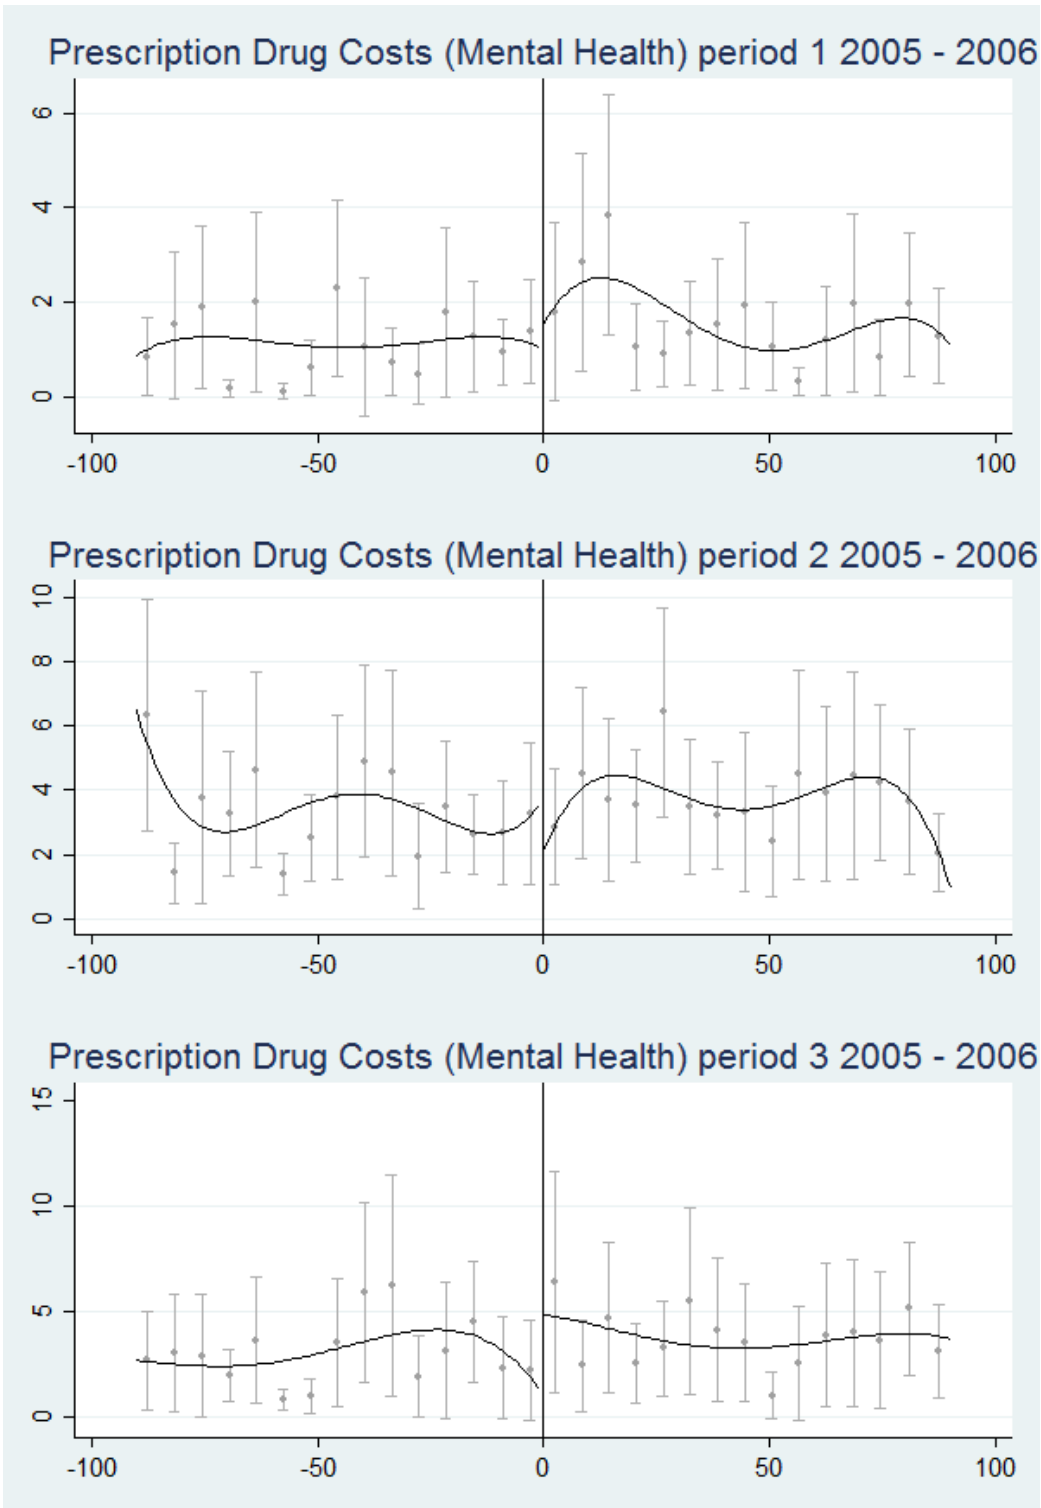 Prescription Drug Costs (Mental Health) period 1 2005 - 2006
6
4
2
0
-100 -50 0 50 100
Prescription Drug Costs (Mental Health) period 2 2005 - 2006
10
8
6
4
2
0
-100 -50 0 50 100
Prescription Drug Costs (Mental Health) period 3 2005 - 2006
15
10
5
0
-100 -50 0 50 100